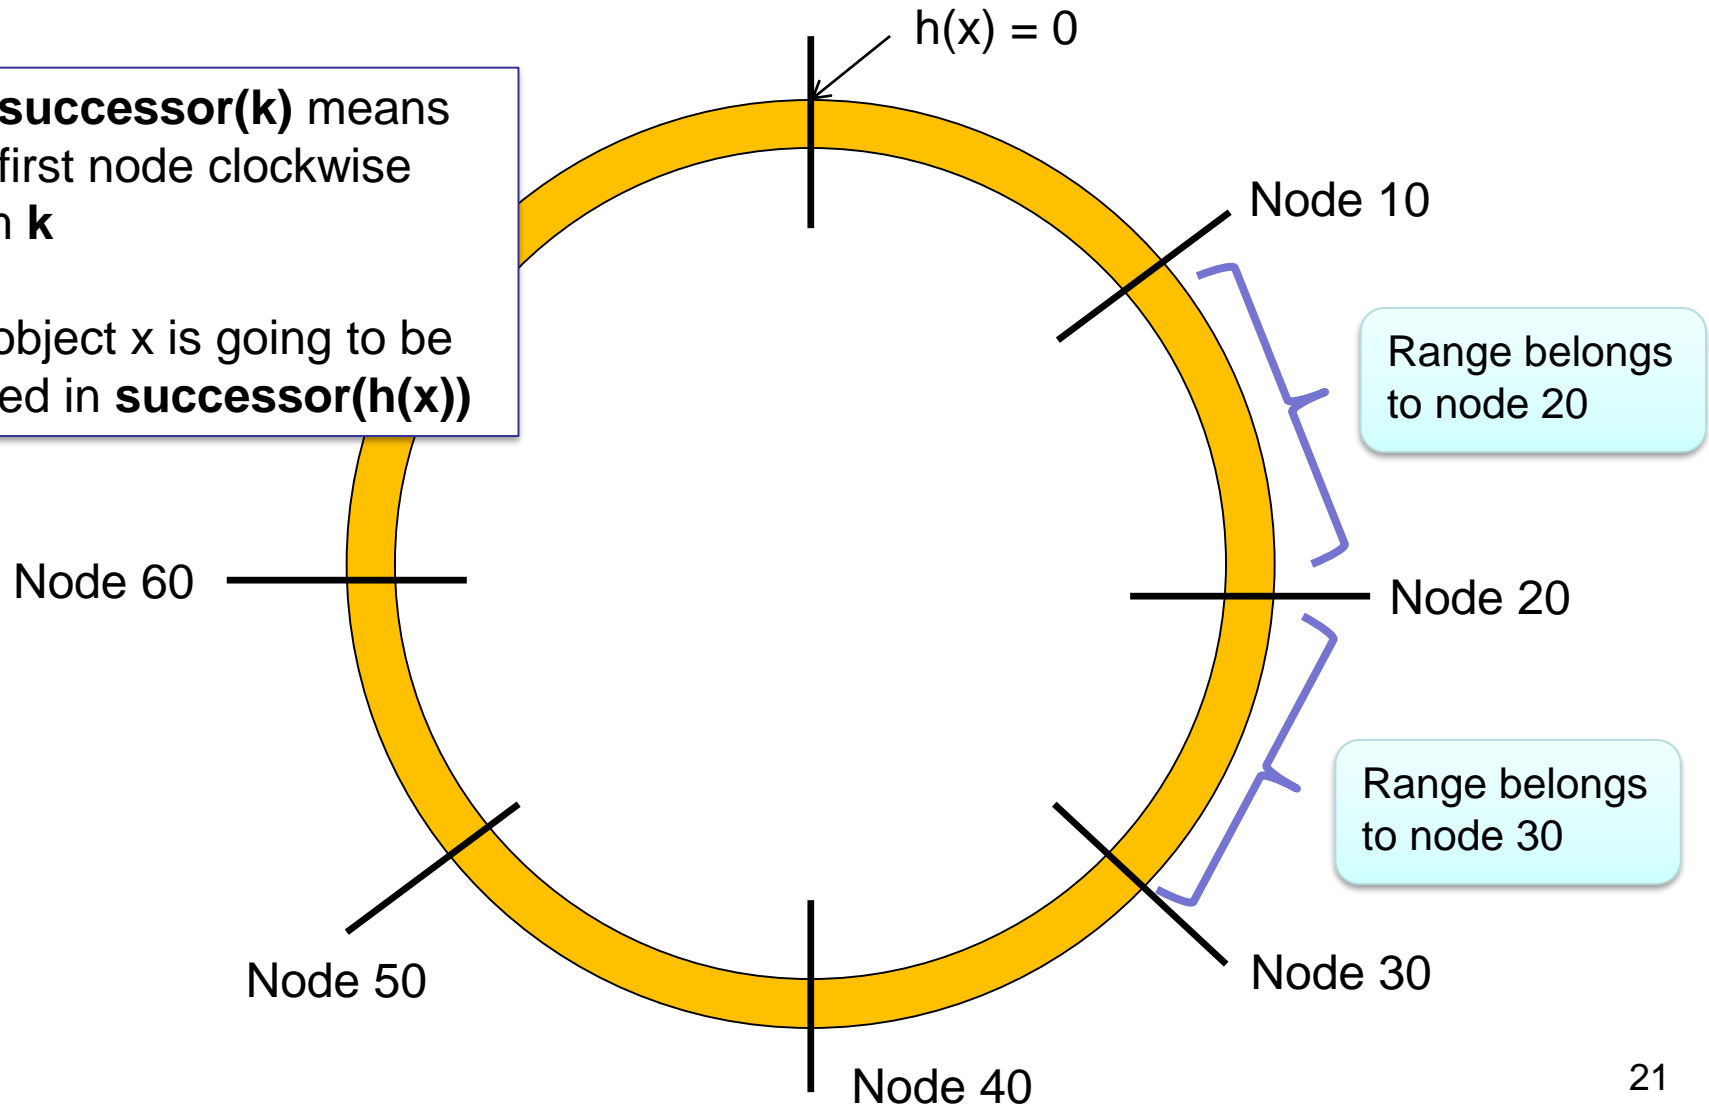 h(x) = 0
successor(k) means
first node clockwise
k
object x is going to be
in successor(h(x))
Node 10
Range belongs
to node 20
Node 60
Node 20
Range belongs
to node 30
Node 50
Node 30
Node 40
21